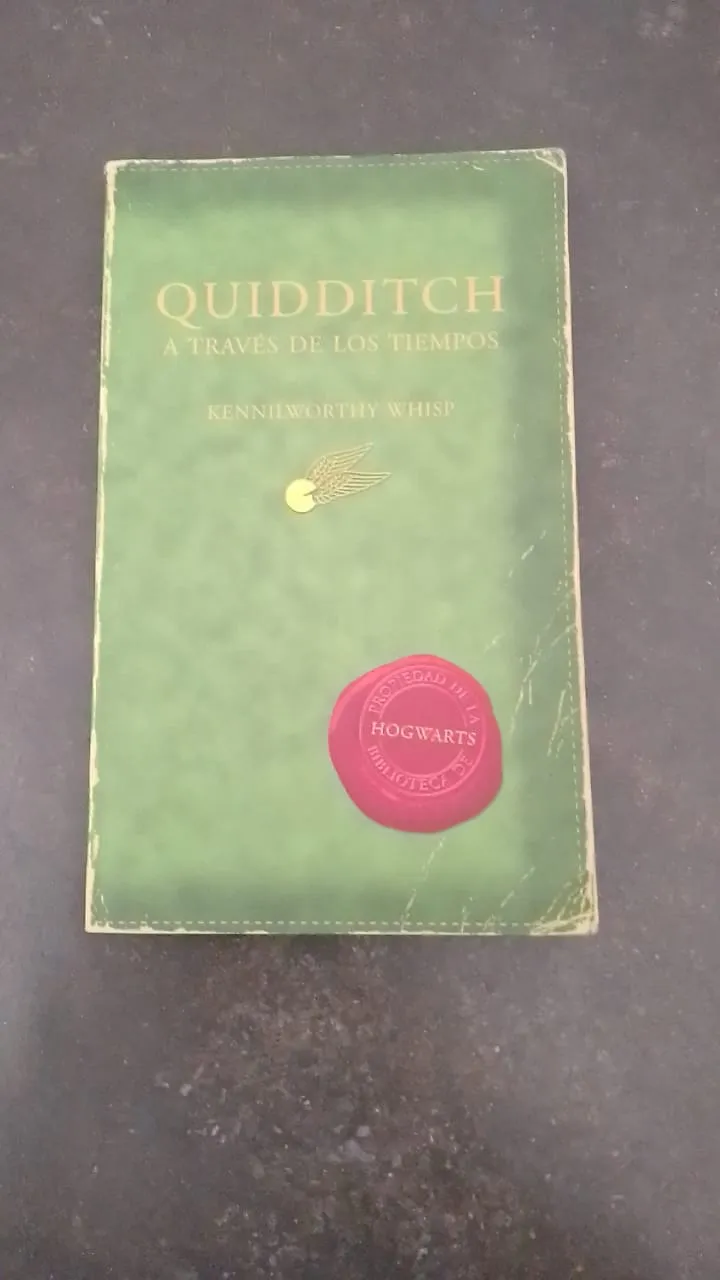 QUIDDITCH
A TRAVÉS DE LOS TIEMPOS
KENNILWORTHY WHISP
PROPIEDAD DE LA
HOGWARTS
BIBLIOTECA DE